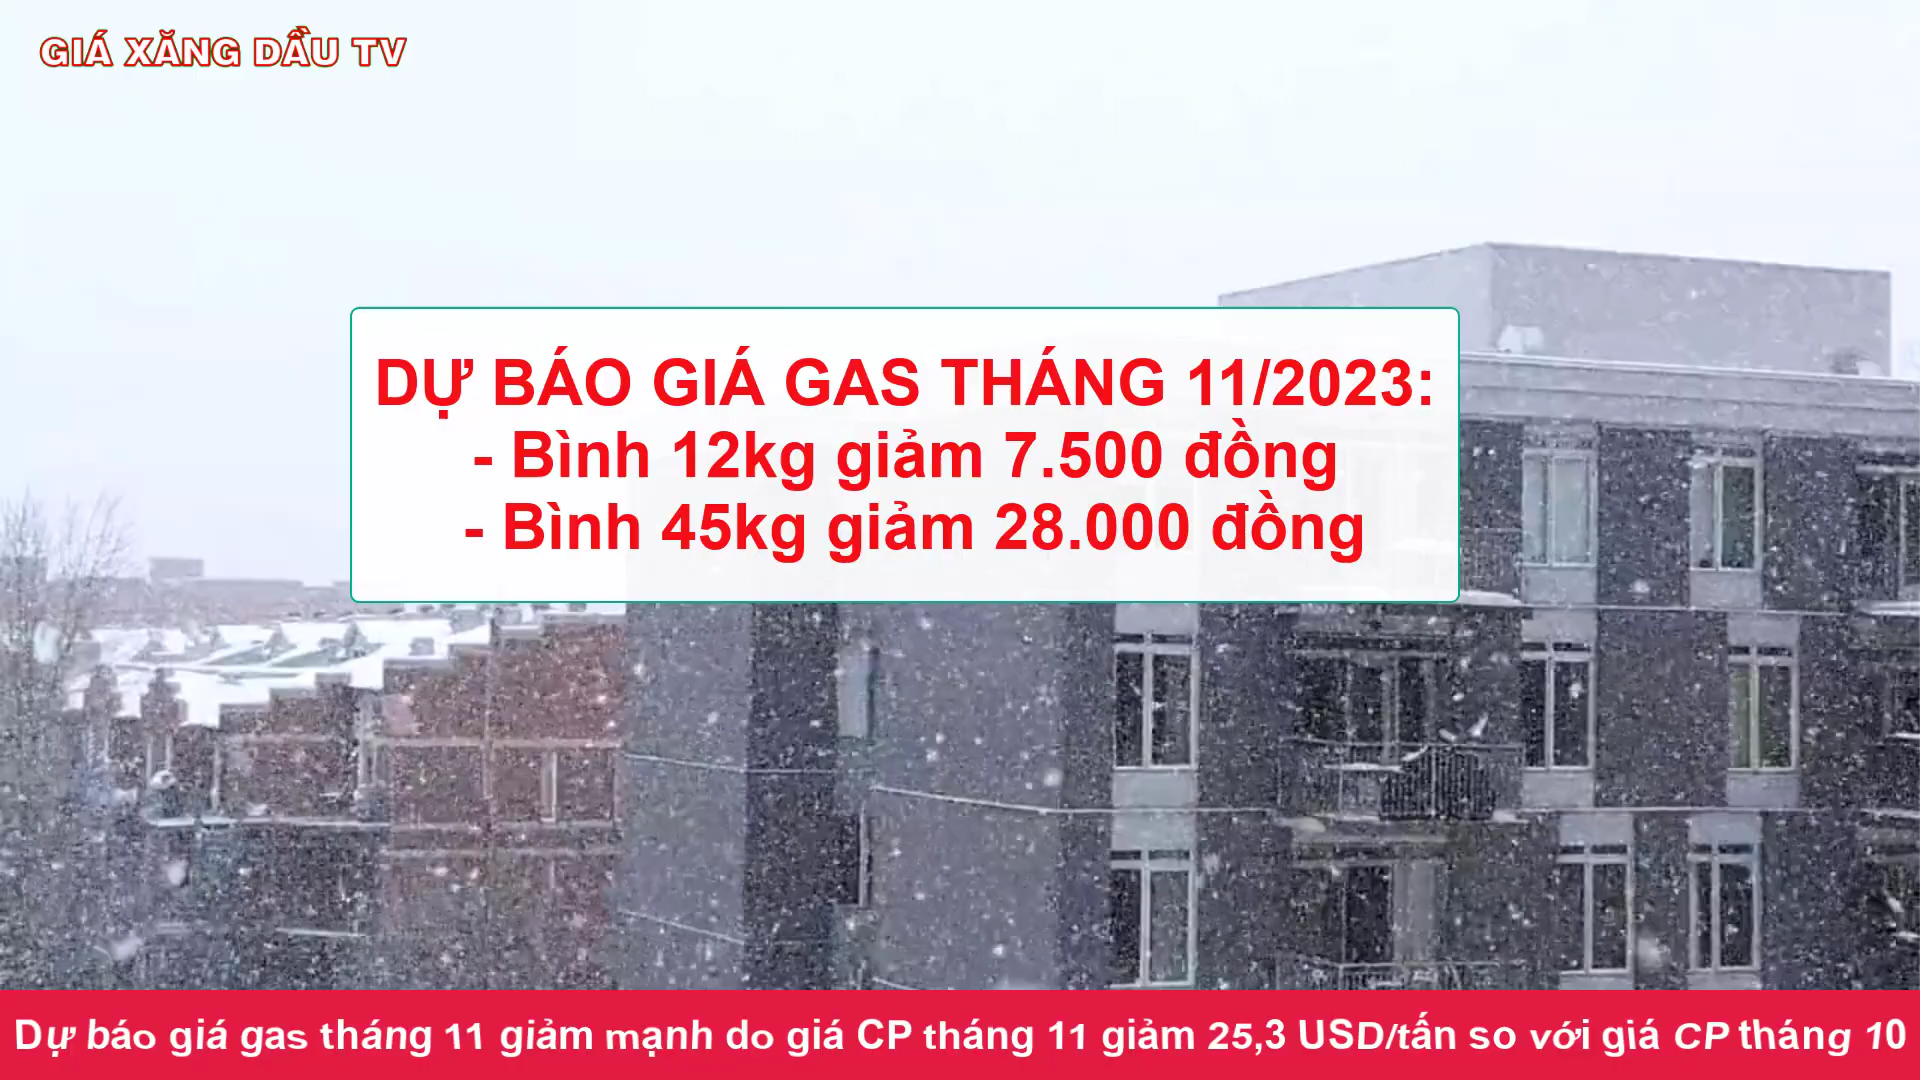 GIÁ XĂNG DẦU TV
DỰ BÁO GIÁ GAS THÁNG 11/2023:
- Bình 12kg giảm 7.500 đồng
- Bình 45kg giảm 28.000 đồng
Dự báo giá gas tháng 11 giảm mạnh do giá CP tháng 11 giảm 25,3 USD/tấn so với giá CP tháng 10